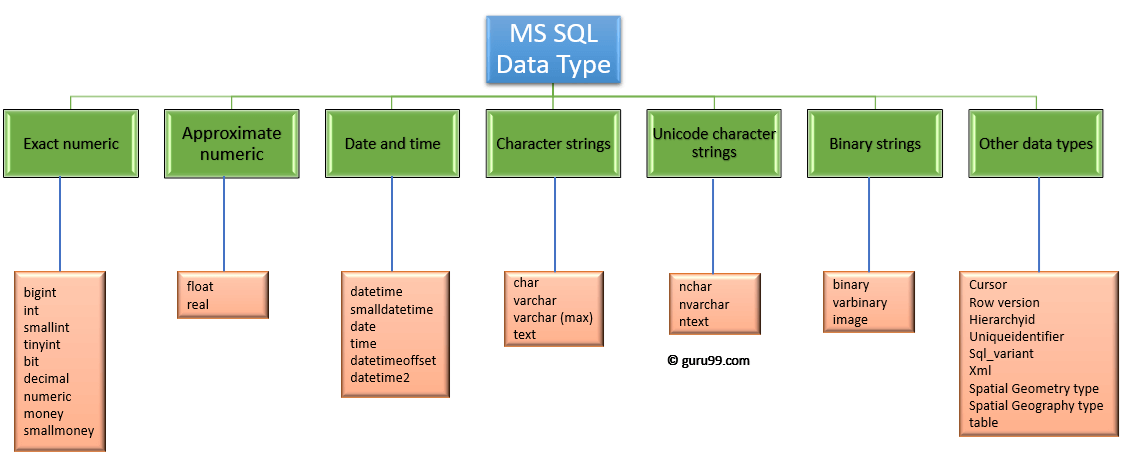 MS SQL
Data Type
Exact numeric
Approximate
numeric
Date and time
Character strings
Unicode character
strings
Binary strings
Other data types
bigint
int
smallint
tinyint
bit
decimal
numeric
money
smallmoney
float
real
datetime
smalldatetime
date
time
datetimeoffset
datetime2
char
varchar
varchar (max)
text
nchar
nvarchar
ntext
© guru99.com
binary
varbinary
image
Cursor
Row version
Hierarchyid
Uniqueidentifier
Sql_variant
Xml
Spatial Geometry type
Spatial Geography type
table